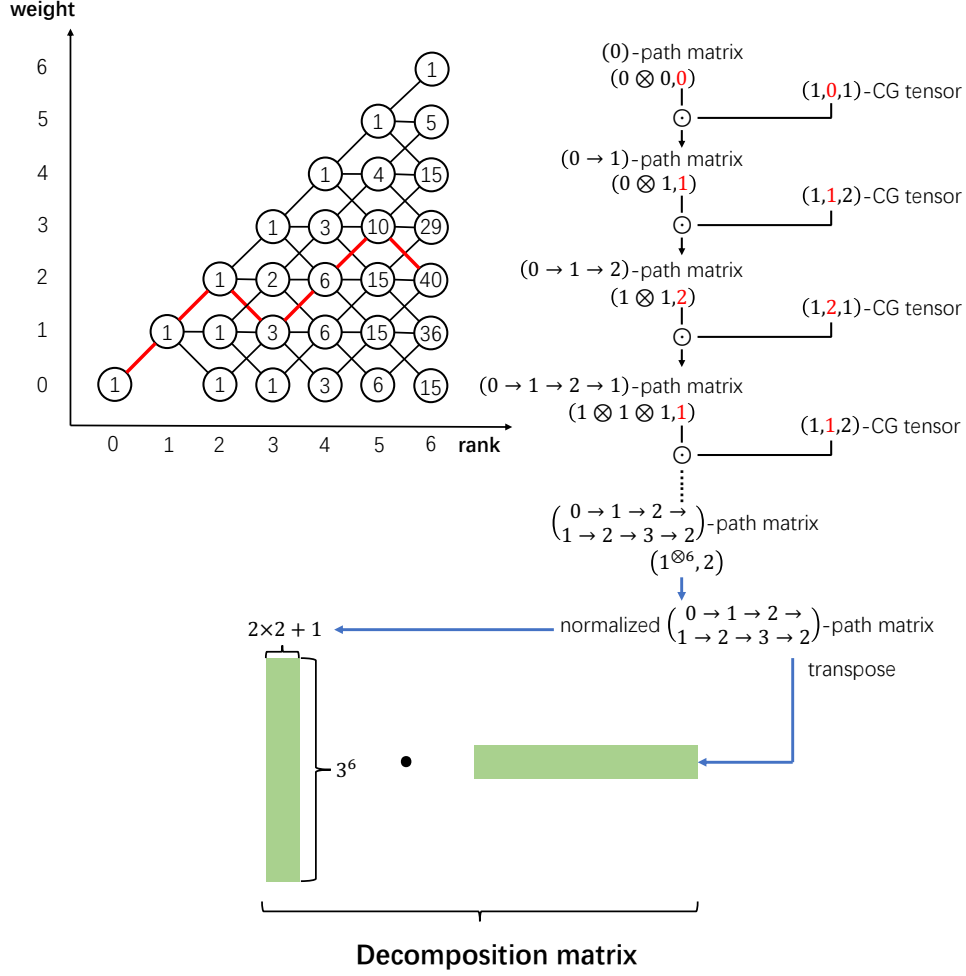 weight
6 1
5 1 5
4 1 4 15
3 1 3 10 29
2 1 2 6 15 40
1 1 1 3 6 15 36
0 1 1 1 3 6 15
0 1 2 3 4 5 6 rank
(0)-path matrix
(0 ⊗ 0,0)
(1,0,1)-CG tensor
⊙
(0 → 1)-path matrix
(0 ⊗ 1,1)
(1,1,2)-CG tensor
⊙
(0 → 1 → 2)-path matrix
(1 ⊗ 1,2)
(1,2,1)-CG tensor
⊙
(0 → 1 → 2 → 1)-path matrix
(1 ⊗ 1 ⊗ 1,1)
(1,1,2)-CG tensor
⊙
(0 → 1 → 2 →
1 → 2 → 3 → 2)-path matrix
(1^⊗6, 2)
normalized (0 → 1 → 2 →
1 → 2 → 3 → 2)-path matrix
2×2 + 1
transpose
3^6
Decomposition matrix